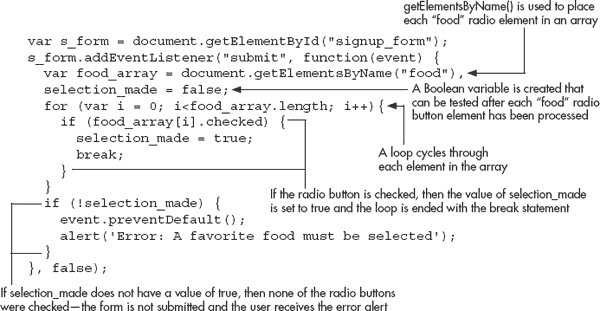 getElementsByName() is used to place
each “food” radio element in an array
var s_form = document.getElementById("signup_form");
s_form.addEventListener("submit", function(event) {
var food_array = document.getElementsByName("food"),
selection_made = false;
A Boolean variable is created that
can be tested after each “food” radio
button element has been processed
for (var i = 0; i<food_array.length; i++){
if (food_array[i].checked) {
selection_made = true;
break;
}
}
A loop cycles through
each element in the array
If the radio button is checked, then the value of selection_made
is set to true and the loop is ended with the break statement
if (!selection_made) {
event.preventDefault();
alert('Error: A favorite food must be selected');
}
}, false);
If selection_made does not have a value of true, then none of the radio buttons
were checked—the form is not submitted and the user receives the error alert